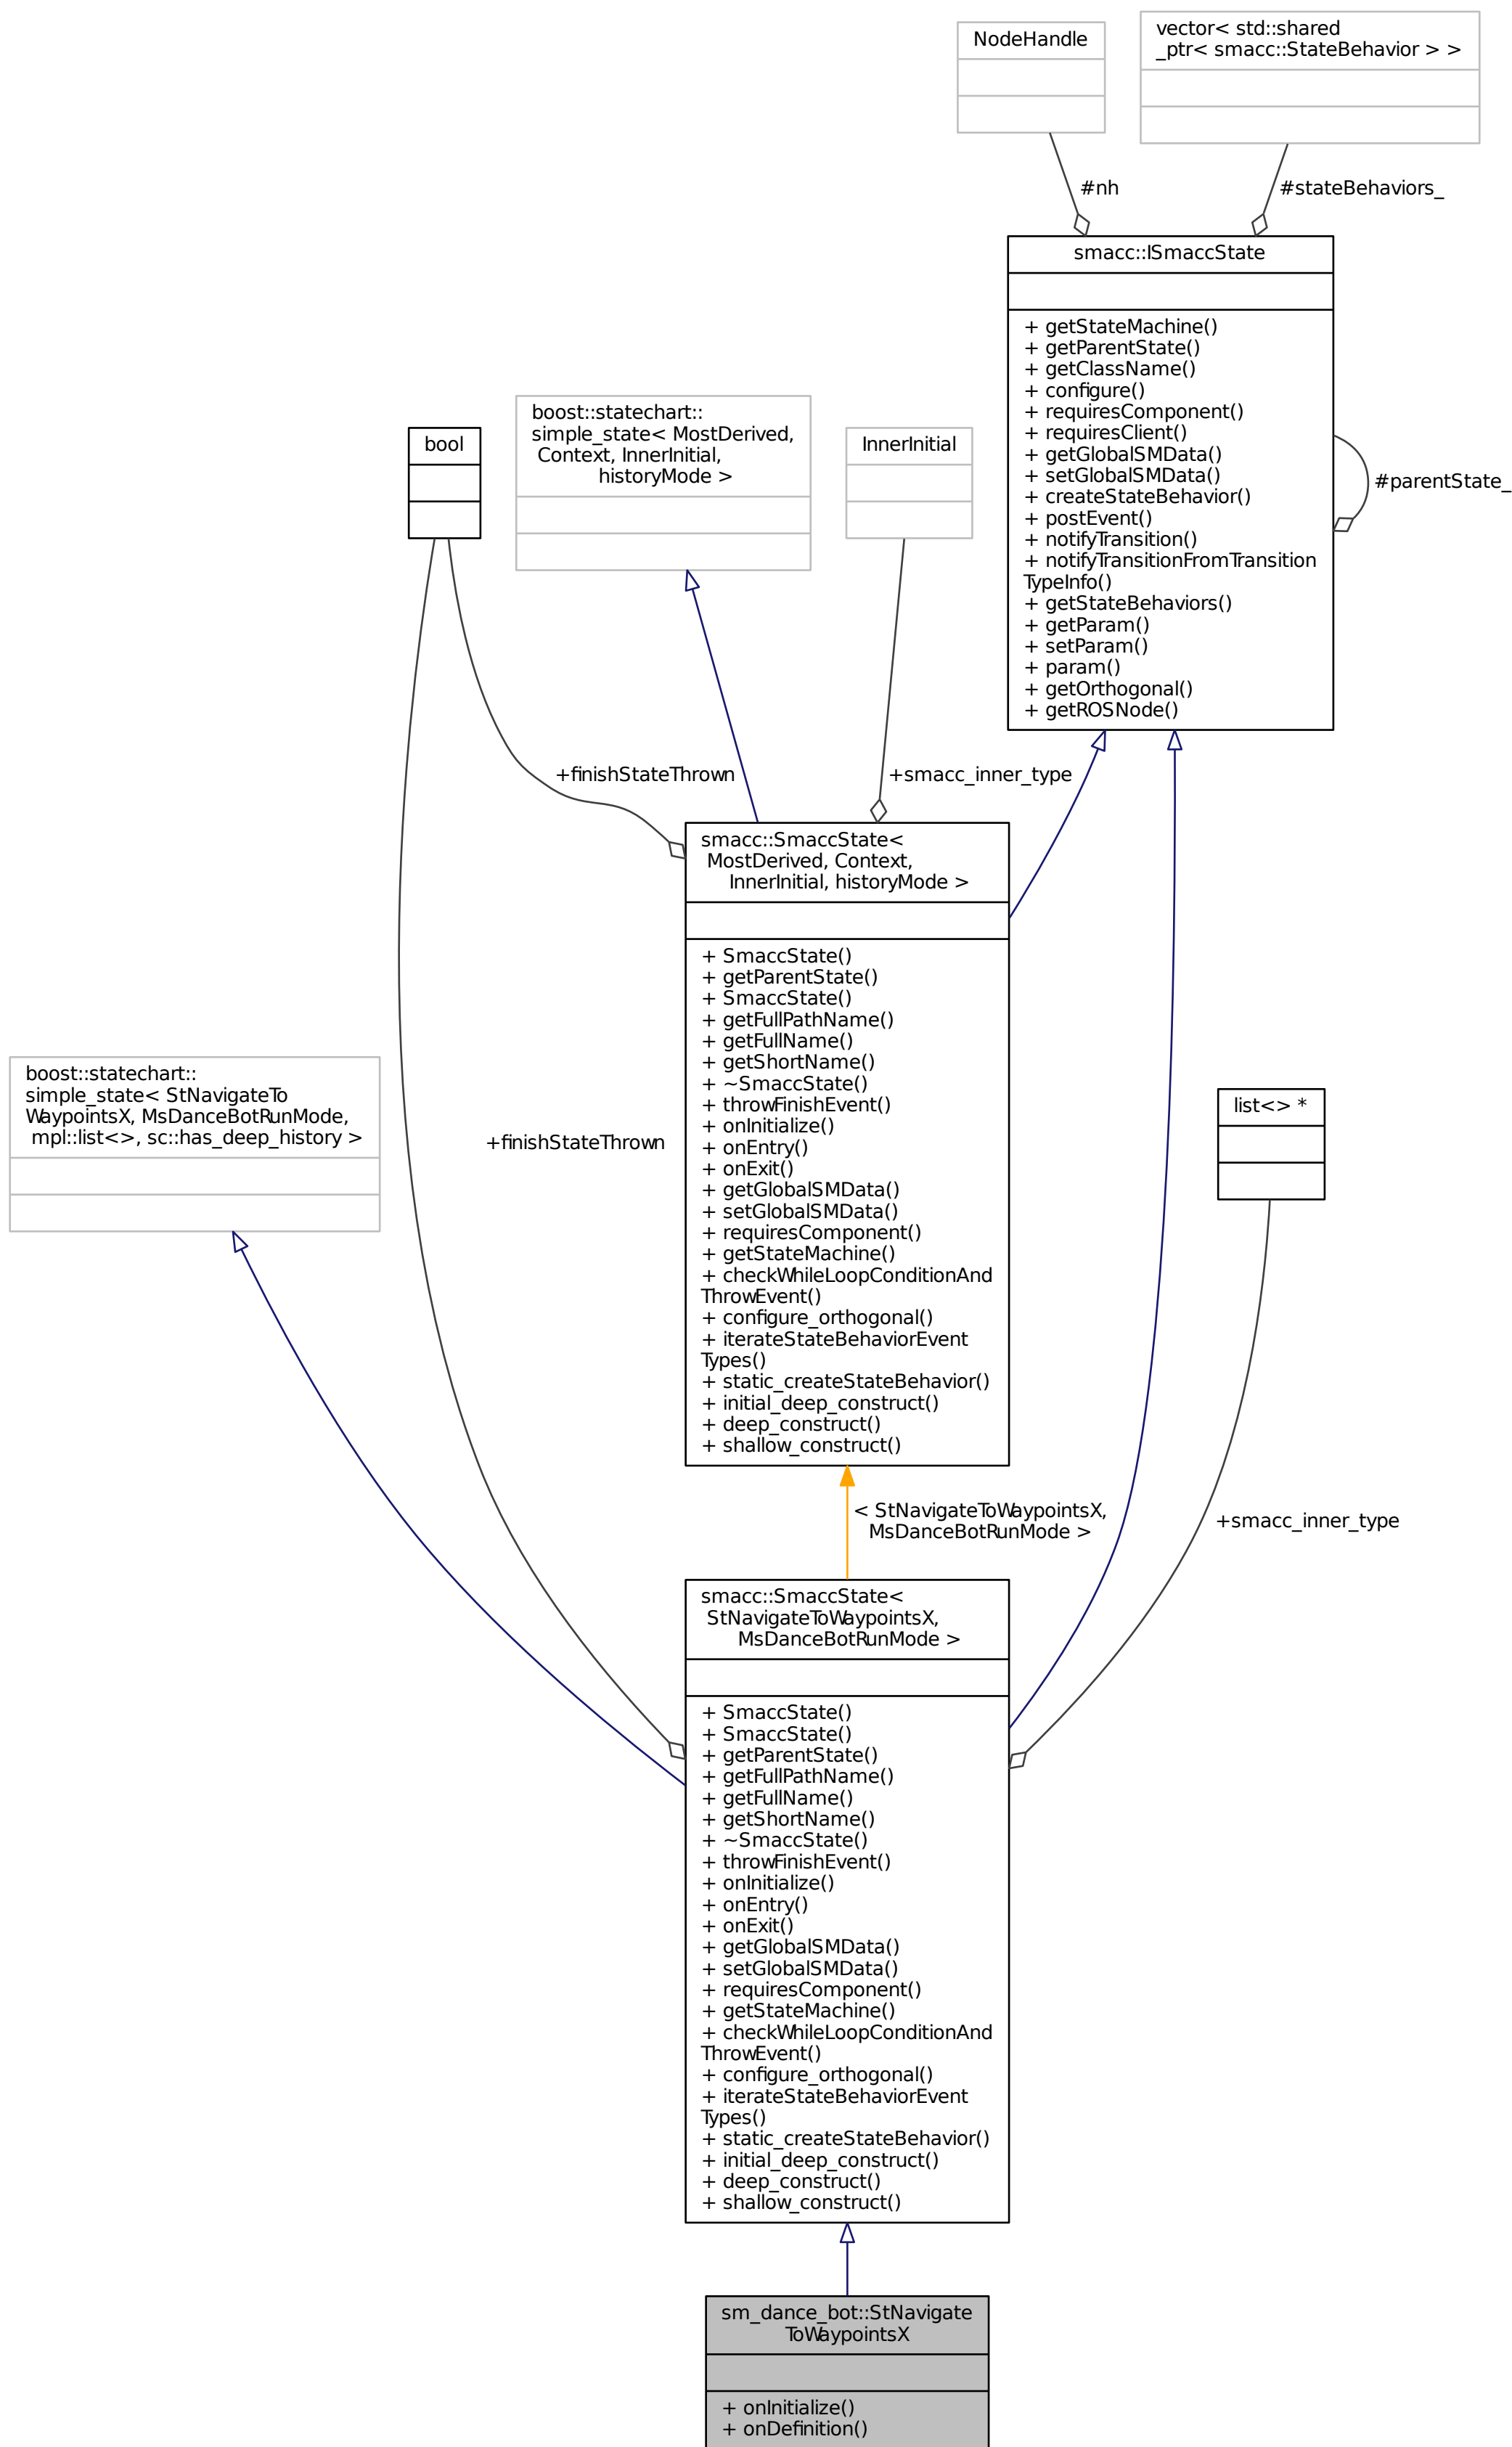 NodeHandle
vector< std::shared
_ptr< smacc::StateBehavior > >
#nh
#stateBehaviors_
smacc::ISmaccState
+ getStateMachine()
+ getParentState()
+ getClassName()
+ configure()
+ requiresComponent()
+ requiresClient()
+ getGlobalSMData()
+ setGlobalSMData()
+ createStateBehavior()
+ postEvent()
+ notifyTransition()
+ notifyTransitionFromTransition
TypeInfo()
+ getStateBehaviors()
+ getParam()
+ setParam()
+ param()
+ getOrthogonal()
+ getROSNode()
#parentState_
bool
boost::statechart::
simple_state< MostDerived,
Context, InnerInitial,
historyMode >
InnerInitial
+finishStateThrown
+smacc_inner_type
smacc::SmaccState<
MostDerived, Context,
InnerInitial, historyMode >
+ SmaccState()
+ getParentState()
+ SmaccState()
+ getFullPathName()
+ getFullName()
+ getShortName()
+ ~SmaccState()
+ throwFinishEvent()
+ onInitialize()
+ onEntry()
+ onExit()
+ getGlobalSMData()
+ setGlobalSMData()
+ requiresComponent()
+ getStateMachine()
+ checkWhileLoopConditionAnd
ThrowEvent()
+ configure_orthogonal()
+ iterateStateBehaviorEvent
Types()
+ static_createStateBehavior()
+ initial_deep_construct()
+ deep_construct()
+ shallow_construct()
boost::statechart::
simple_state< StNavigateTo
WaypointsX, MsDanceBotRunMode,
mpl::list<>, sc::has_deep_history >
+finishStateThrown
list<> *
< StNavigateToWaypointsX,
MsDanceBotRunMode >
+smacc_inner_type
smacc::SmaccState<
StNavigateToWaypointsX,
MsDanceBotRunMode >
+ SmaccState()
+ SmaccState()
+ getParentState()
+ getFullPathName()
+ getFullName()
+ getShortName()
+ ~SmaccState()
+ throwFinishEvent()
+ onInitialize()
+ onEntry()
+ onExit()
+ getGlobalSMData()
+ setGlobalSMData()
+ requiresComponent()
+ getStateMachine()
+ checkWhileLoopConditionAnd
ThrowEvent()
+ configure_orthogonal()
+ iterateStateBehaviorEvent
Types()
+ static_createStateBehavior()
+ initial_deep_construct()
+ deep_construct()
+ shallow_construct()
sm_dance_bot::StNavigate
ToWaypointsX
+ onInitialize()
+ onDefinition()